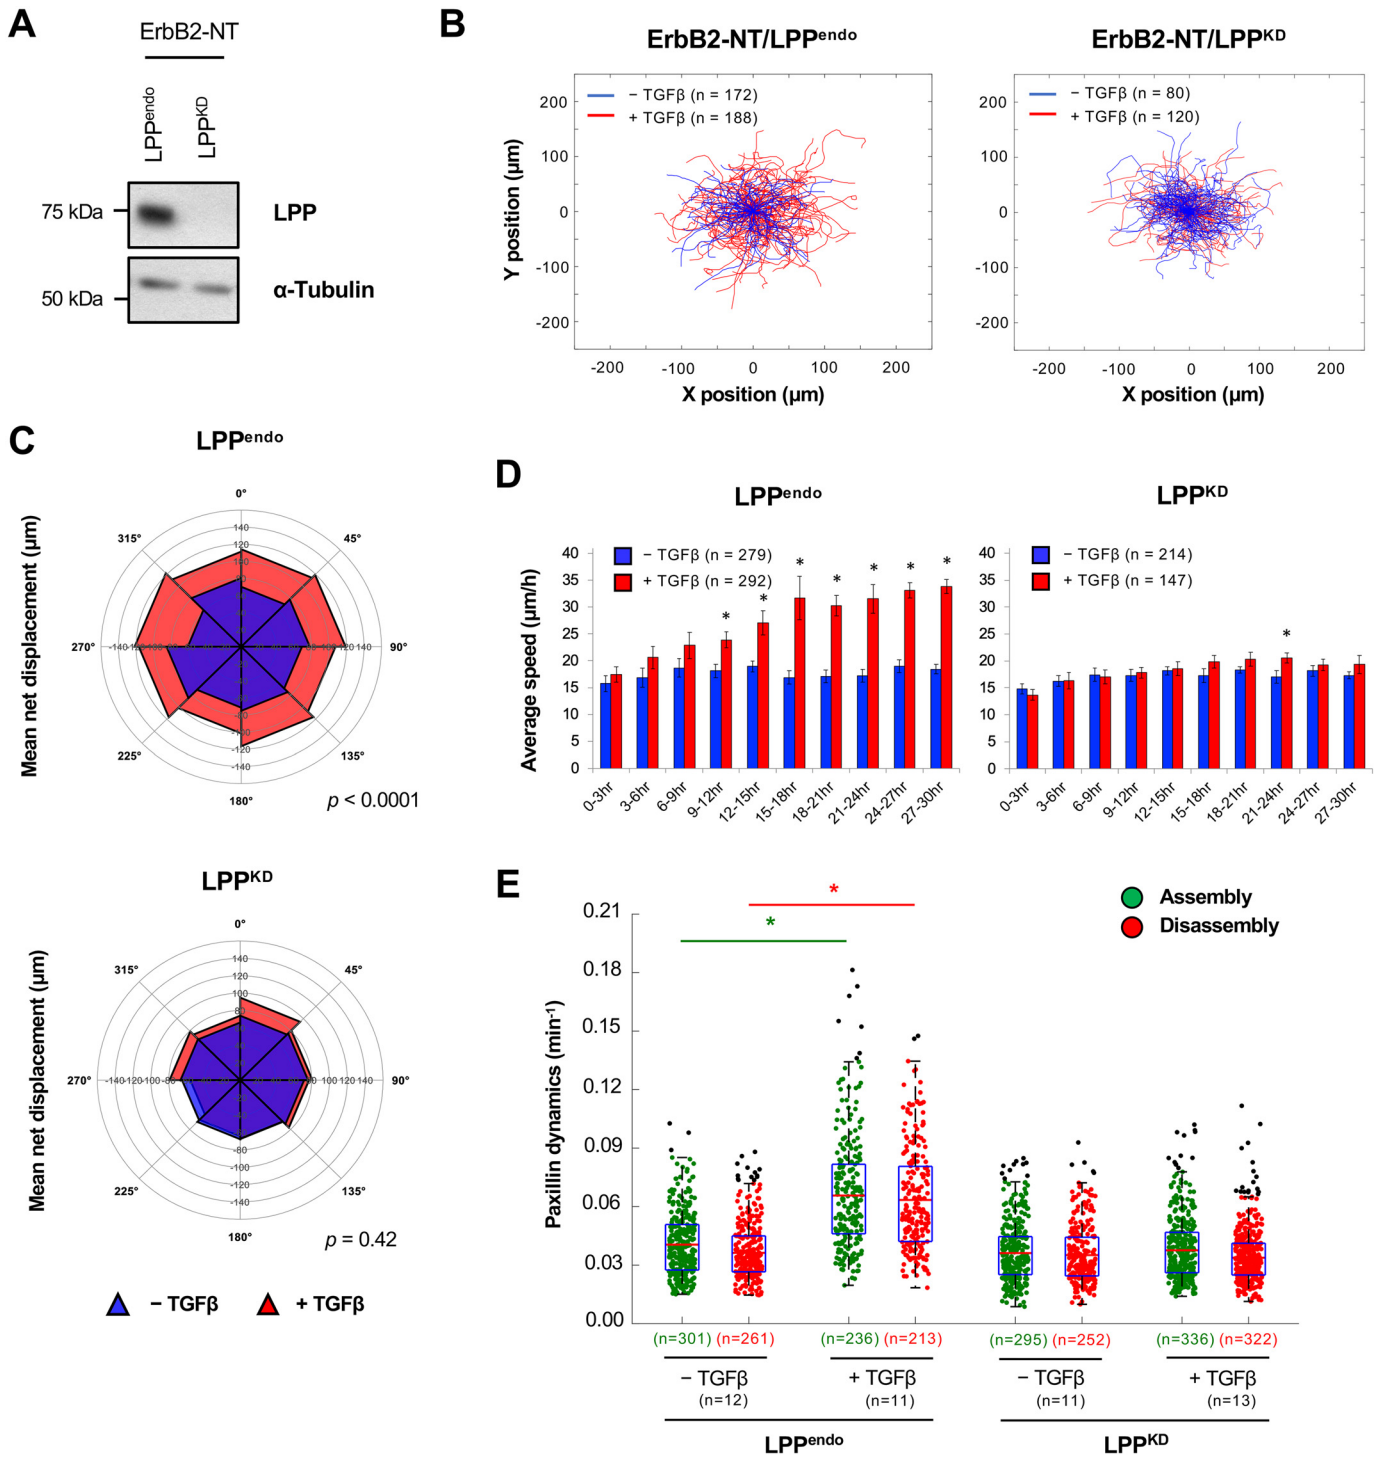 A
ErbB2-NT
LPPendo
LPPKD
75 kDa
LPP
50 kDa
α-Tubulin
B
ErbB2-NT/LPPendo
− TGFβ (n = 172)
+ TGFβ (n = 188)
200
100
0
-100
-200
Y position (µm)
-200 -100 0 100 200
X position (µm)
ErbB2-NT/LPPKD
− TGFβ (n = 80)
+ TGFβ (n = 120)
200
100
0
-100
-200
-200 -100 0 100 200
X position (µm)
C
LPPendo
Mean net displacement (µm)
0°
45°
90°
135°
180°
225°
270°
315°
p < 0.0001
LPPKD
Mean net displacement (µm)
0°
45°
90°
135°
180°
225°
270°
315°
p = 0.42
− TGFβ
+ TGFβ
D
LPPendo
− TGFβ (n = 279)
+ TGFβ (n = 292)
Average speed (µm/h)
40
35
30
25
20
15
10
5
0
* * * * * * *
0-3hr 3-6hr 6-9hr 9-12hr 12-15hr 15-18hr 18-21hr 21-24hr 24-27hr 27-30hr
LPPKD
− TGFβ (n = 214)
+ TGFβ (n = 147)
40
35
30
25
20
15
10
5
0
*
0-3hr 3-6hr 6-9hr 9-12hr 12-15hr 15-18hr 18-21hr 21-24hr 24-27hr 27-30hr
E
Assembly
Disassembly
*
*
Paxillin dynamics (min-1)
0.21
0.18
0.15
0.12
0.09
0.06
0.03
0.00
(n=301) (n=261) (n=236) (n=213) (n=295) (n=252) (n=336) (n=322)
− TGFβ + TGFβ − TGFβ + TGFβ
(n=12) (n=11) (n=11) (n=13)
LPPendo LPPKD